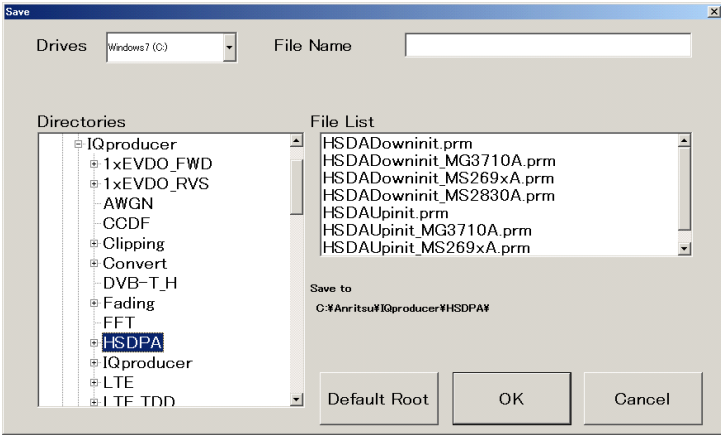 Save
Drives
Windows7 (C:)
File Name
Directories
File List
IQproducer
1xEVDO_FWD
1xEVDO_RVS
AWGN
CCDF
Clipping
Convert
DVB-T_H
Fading
FFT
HSDPA
IQproducer
LTE
LTE_TDD
HSDADowninit.prm
HSDADowninit_MG3710A.prm
HSDADowninit_MS269xA.prm
HSDADowninit_MS2830A.prm
HSDAUpinit.prm
HSDAUpinit_MG3710A.prm
HSDAUpinit_MS269xA.prm
Save to
C:¥Anritsu¥IQproducer¥HSDPA¥
Default Root
OK
Cancel